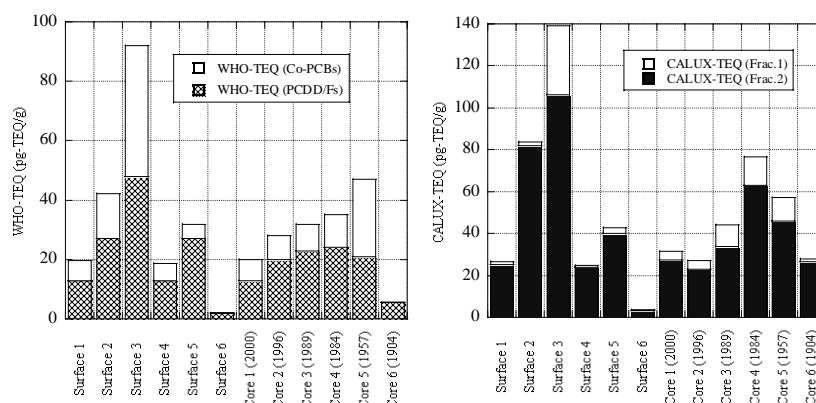 100
80
60
40
20
0
WHO-TEQ (pg-TEQ/g)
WHO-TEQ (Co-PCBs)
WHO-TEQ (PCDD/Fs)
Surface 1
Surface 2
Surface 3
Surface 4
Surface 5
Surface 6
Core 1 (2000)
Core 2 (1996)
Core 3 (1989)
Core 4 (1984)
Core 5 (1957)
Core 6 (1904)
140
120
100
80
60
40
20
0
CALUX-TEQ (pg-TEQ/g)
CALUX-TEQ (Frac.1)
CALUX-TEQ (Frac.2)
Surface 1
Surface 2
Surface 3
Surface 4
Surface 5
Surface 6
Core 1 (2000)
Core 2 (1996)
Core 3 (1989)
Core 4 (1984)
Core 5 (1957)
Core 6 (1904)